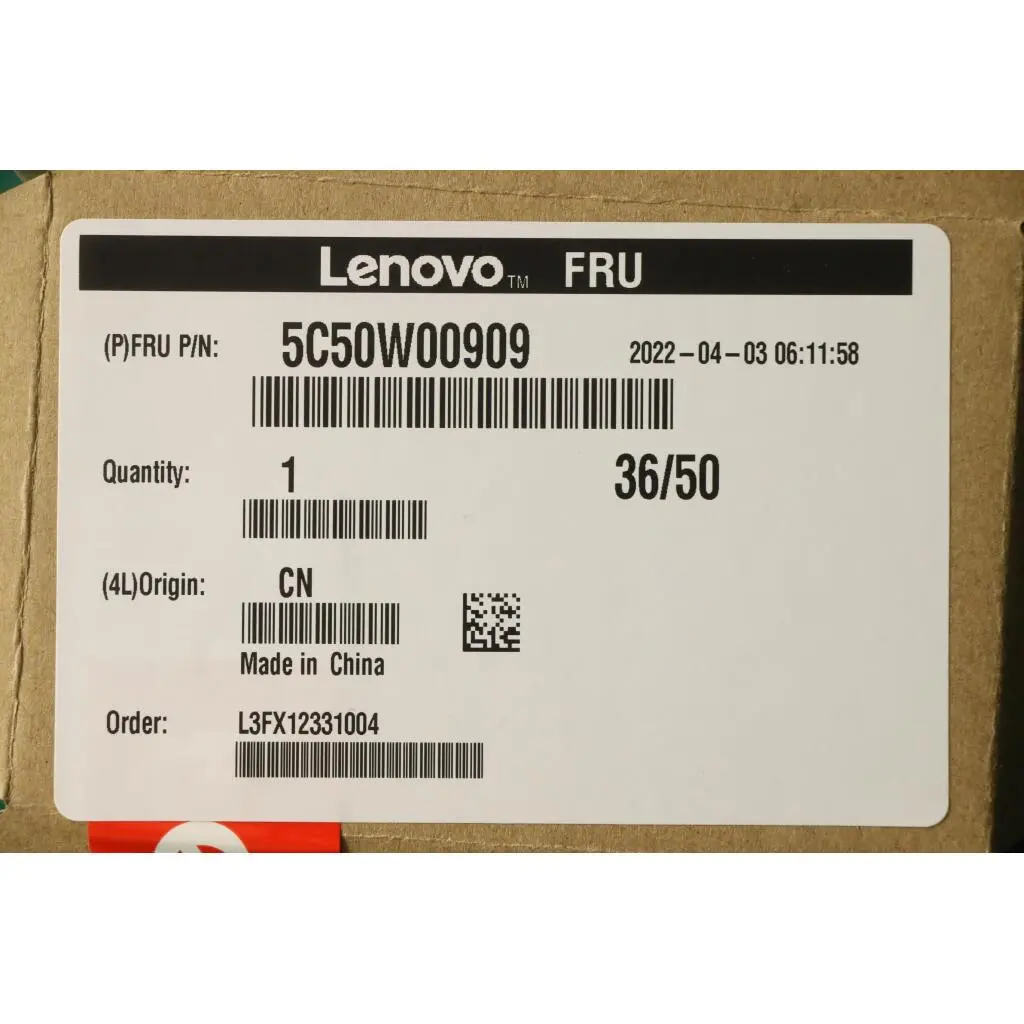 Lenovo™ FRU
(P)FRU P/N: 5C50W00909 2022-04-03 06:11:58
Quantity: 1 36/50
(4L)Origin: CN
Made in China
Order: L3FX12331004